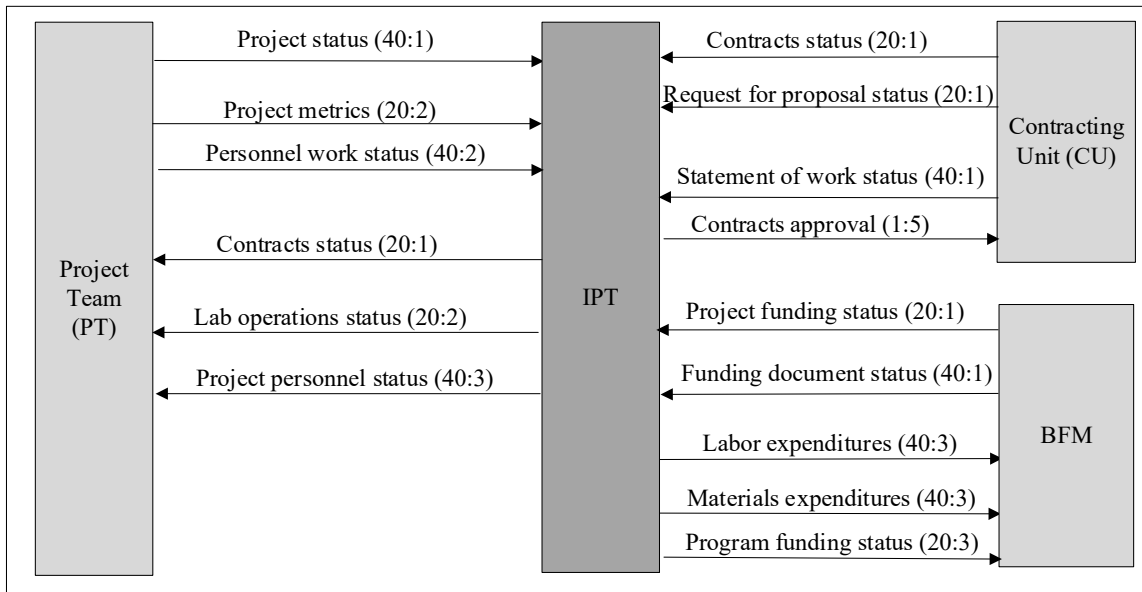 Project status (40:1)
Project metrics (20:2)
Personnel work status (40:2)
Contracts status (20:1)
Lab operations status (20:2)
Project personnel status (40:3)
Project
Team
(PT)
IPT
Contracts status (20:1)
Request for proposal status (20:1)
Statement of work status (40:1)
Contracts approval (1:5)
Contracting
Unit (CU)
Project funding status (20:1)
Funding document status (40:1)
Labor expenditures (40:3)
Materials expenditures (40:3)
Program funding status (20:3)
BFM